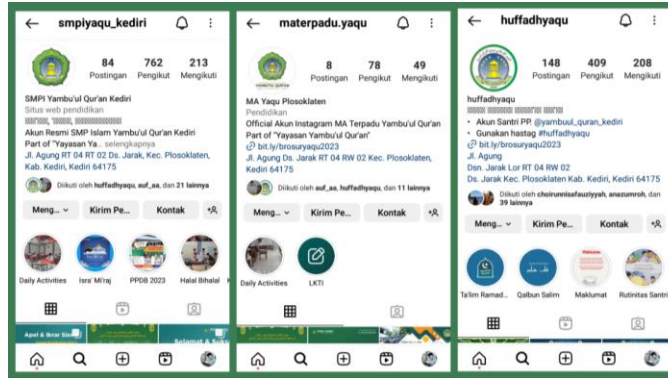 smpiyaqu_kediri
84 762 213
Postingan Pengikut Mengikuti
SMPI Yambu'ul Qur'an Kediri
Situs web pendidikan
Akun Resmi SMP Islam Yambu'ul Qur'an Kediri
Part of "Yayasan Ya... selengkapnya
Jl. Agung RT 04 RT 02 Ds. Jarak, Kec. Plosoklaten,
Kab. Kediri, Kediri 64175
Diikuti oleh huffadhyaqu, auf_aa, dan 21 lainnya
Meng... Kirim Pe... Kontak
Daily Activities Isra' Mi'raj PPDB 2023 Halal Bihalal
Apel & Ikrar
Selamat & Suks
materpadu.yaqu
8 78 49
Postingan Pengikut Mengikuti
MA Yaqu Plosoklaten
Pendidikan
Official Akun Instagram MA Terpadu Yambu'ul Qur'an
Part of "Yayasan Yambu'ul Qur'an"
bit.ly/brosuryaqu2023
Jl. Agung Ds. Jarak RT 04 RW 02 Kec. Plosoklaten,
Kediri 64175
Diikuti oleh auf_aa, huffadhyaqu, dan 11 lainnya
Meng... Kirim Pe... Kontak
Daily Activities LKTI
huffadhyaqu
148 409 208
Postingan Pengikut Mengikuti
huffadhyaqu
• Akun Santri PP. @yambuul_quran_kediri
• Gunakan hastag #huffadhyaqu
bit.ly/brosuryaqu2023
Jl. Agung
Dsn. Jarak Lor RT 04 RW 02
Ds. Jarak Kec. Plosoklaten Kab. Kediri, Kediri 64175
Diikuti oleh choirunnisafauziyyah, anazumroh, dan
39 lainnya
Meng... Kirim Pe... Kontak
Ta'lim Ramad... Qalbun Salim Maklumat Rutinitas Santri